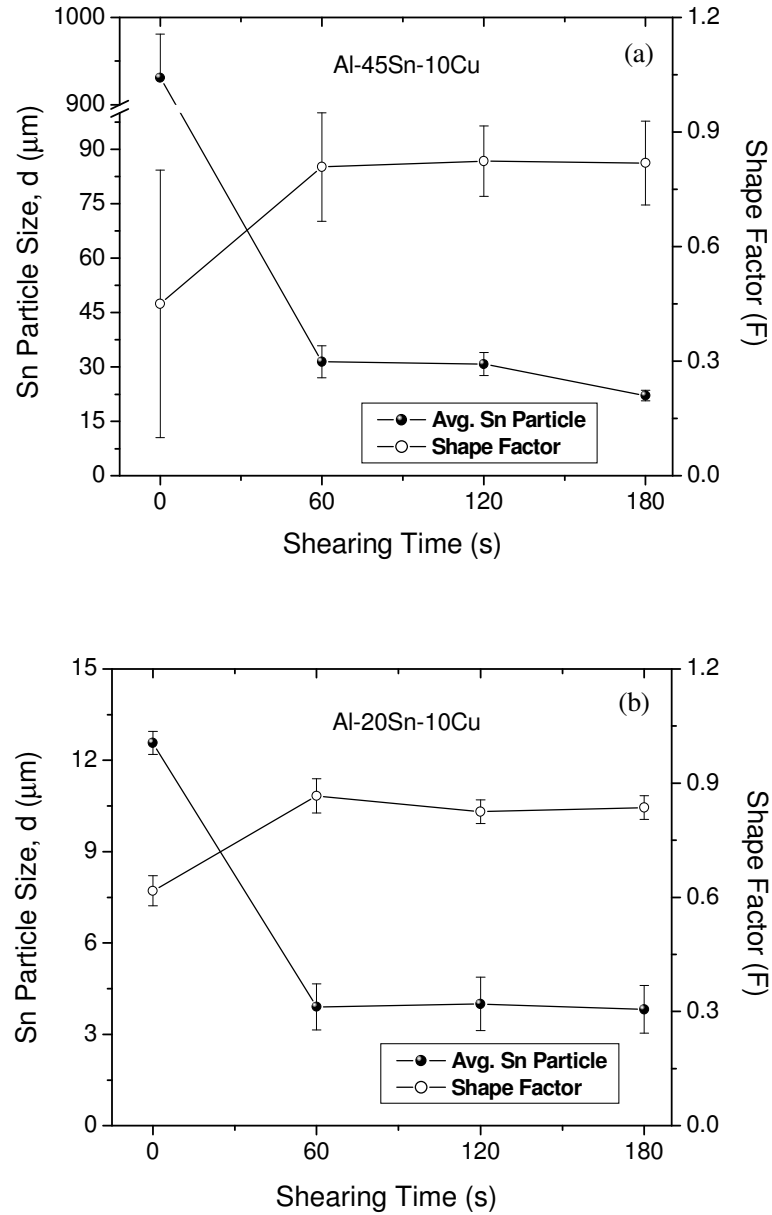 1000
900
90
75
60
45
30
15
0
Sn Particle Size, d (μm)
Al-45Sn-10Cu
(a)
1.2
0.9
0.6
0.3
0.0
Shape Factor (F)
Avg. Sn Particle
Shape Factor
0 60 120 180
Shearing Time (s)
15
12
9
6
3
0
Sn Particle Size, d (μm)
Al-20Sn-10Cu
(b)
1.2
0.9
0.6
0.3
0.0
Shape Factor (F)
Avg. Sn Particle
Shape Factor
0 60 120 180
Shearing Time (s)